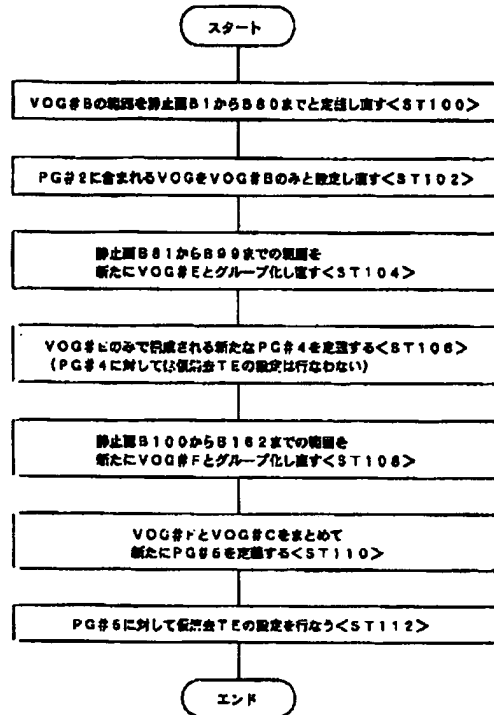 スタート
VOG#Bの範囲を静止画B1からB80までと定義し直す<ST100>
PG#2に含まれるVOGをVOG#Bのみと設定し直す<ST102>
静止画B81からB99までの範囲を
新たにVOG#Eとグループ化し直す<ST104>
VOG#Eのみで構成される新たなPG#4を定義する<ST106>
(PG#4に対しては仮消去TEの設定は行なわない)
静止画B100からB162までの範囲を
新たにVOG#Fとグループ化し直す<ST108>
VOG#FとVOG#Cをまとめて
新たにPG#5を定義する<ST110>
PG#5に対して仮消去TEの設定を行なう<ST112>
エンド